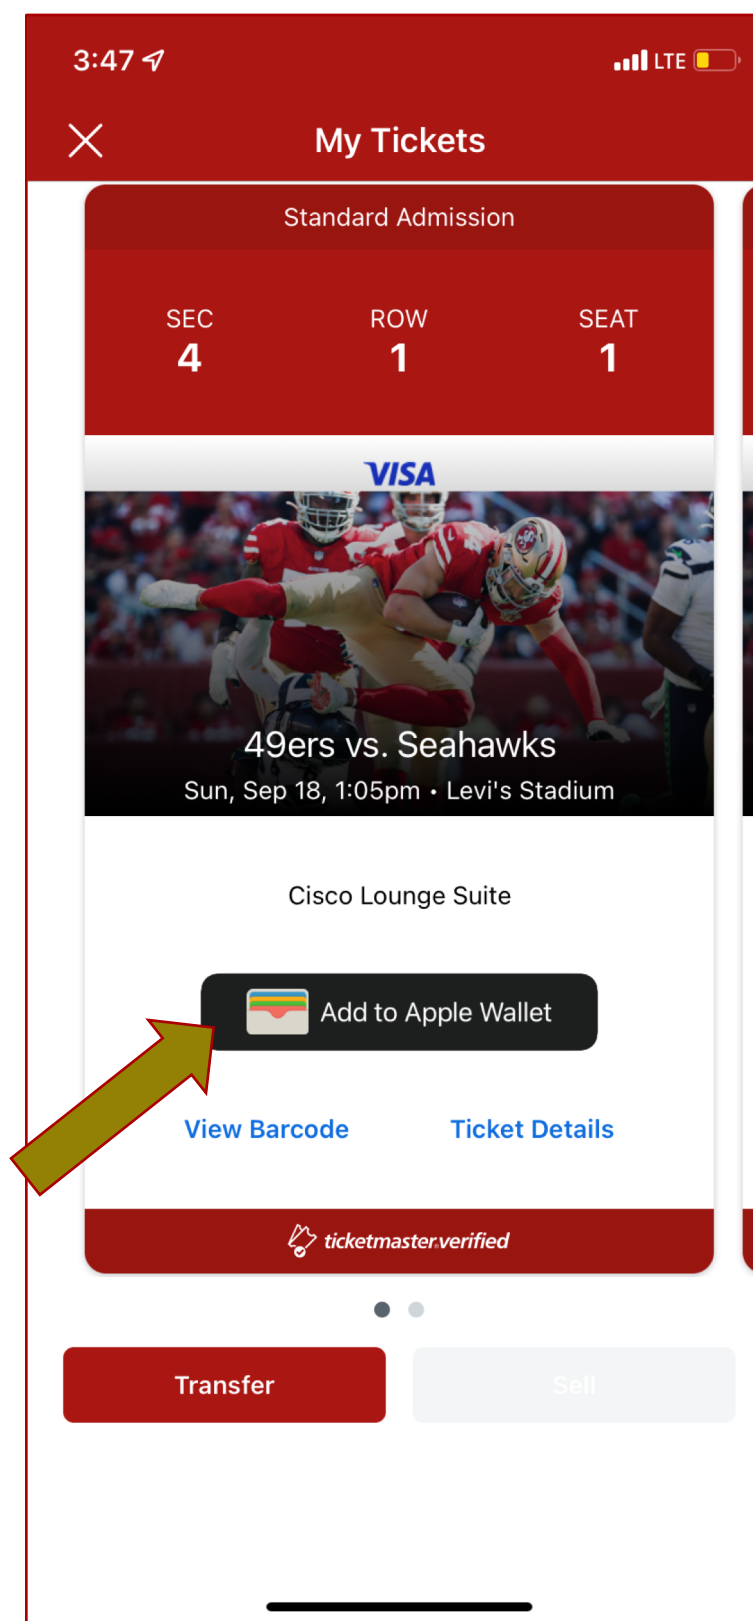 3:47 LTE
My Tickets
Standard Admission
SEC ROW SEAT
4 1 1
VISA
49ers vs. Seahawks
Sun, Sep 18, 1:05pm • Levi's Stadium
Cisco Lounge Suite
Add to Apple Wallet
View Barcode Ticket Details
ticketmaster.verified
Transfer Sell